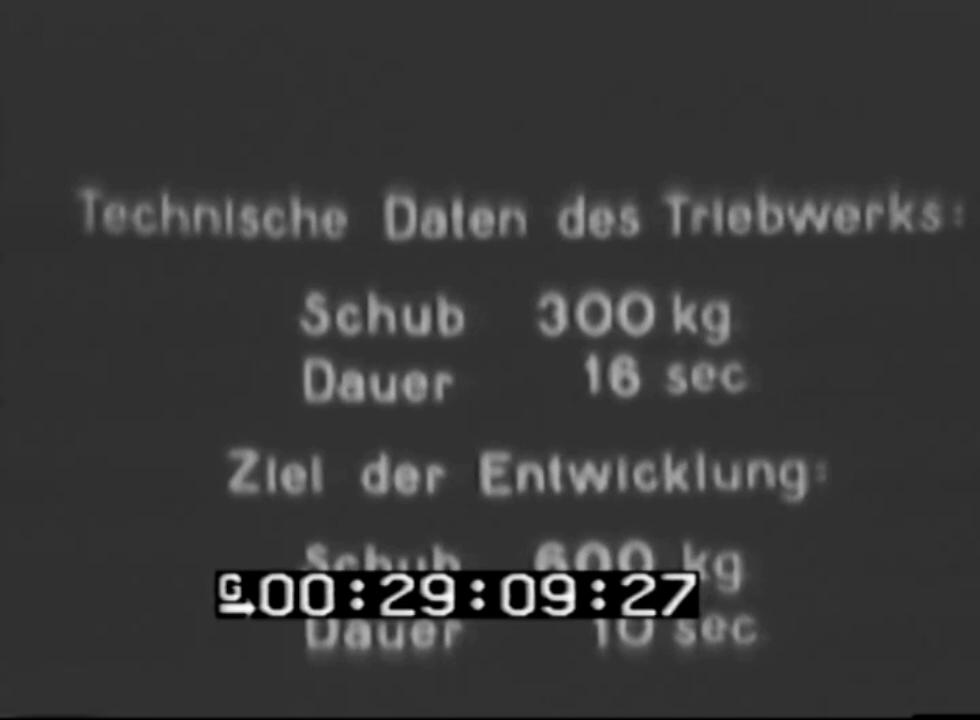 Technische Daten des Triebwerks:
Schub 300 kg
Dauer 16 sec
Ziel der Entwicklung:
Schub 600 kg
G 00:29:09:27
Dauer 10 sec